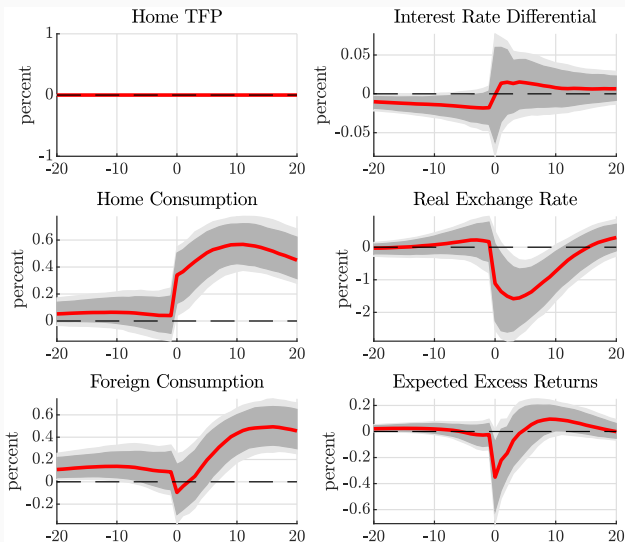 Home TFP
1
0
-1
percent
-20 -10 0 10 20
Interest Rate Differential
0.05
0
-0.05
percent
-20 -10 0 10 20
Home Consumption
0.6
0.4
0.2
0
percent
-20 -10 0 10 20
Real Exchange Rate
0
-1
-2
percent
-20 -10 0 10 20
Foreign Consumption
0.6
0.4
0.2
0
-0.2
percent
-20 -10 0 10 20
Expected Excess Returns
0.2
0
-0.2
-0.4
-0.6
percent
-20 -10 0 10 20